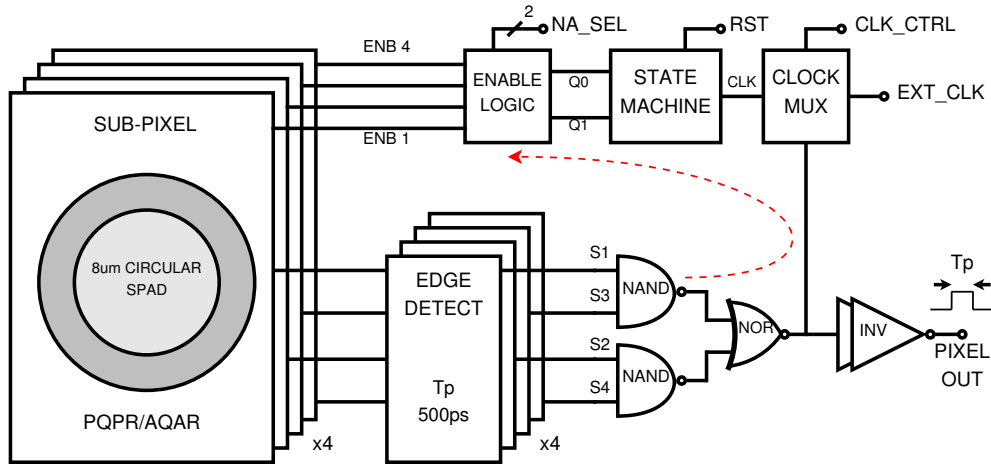 2
NA_SEL
RST
CLK_CTRL
ENB 4
ENABLE
LOGIC
Q0
Q1
STATE
MACHINE
CLK
CLOCK
MUX
EXT_CLK
ENB 1
SUB-PIXEL
8um CIRCULAR
SPAD
PQPR/AQAR
x4
EDGE
DETECT
Tp
500ps
x4
S1
S3
S2
S4
NAND
NAND
NOR
INV
Tp
PIXEL
OUT